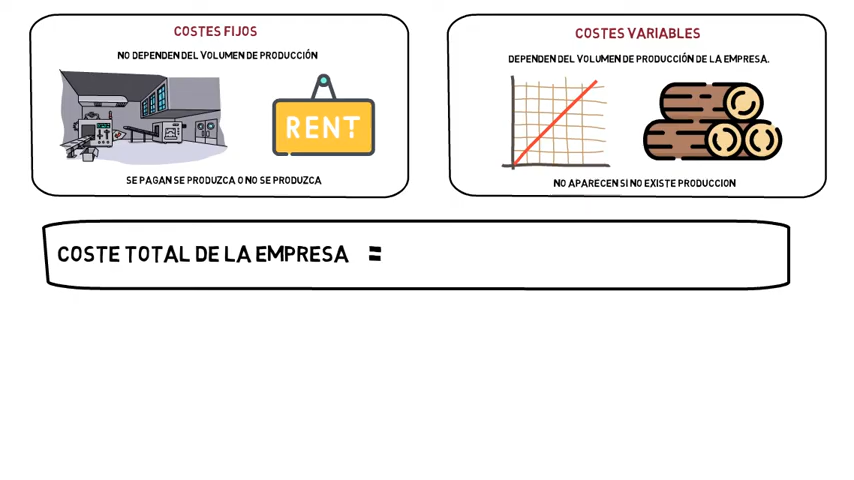 COSTES FIJOS
NO DEPENDEN DEL VOLUMEN DE PRODUCCIÓN
RENT
SE PAGAN SE PRODUZCA O NO SE PRODUZCA
COSTES VARIABLES
DEPENDEN DEL VOLUMEN DE PRODUCCIÓN DE LA EMPRESA.
NO APARECEN SI NO EXISTE PRODUCCION
COSTE TOTAL DE LA EMPRESA =